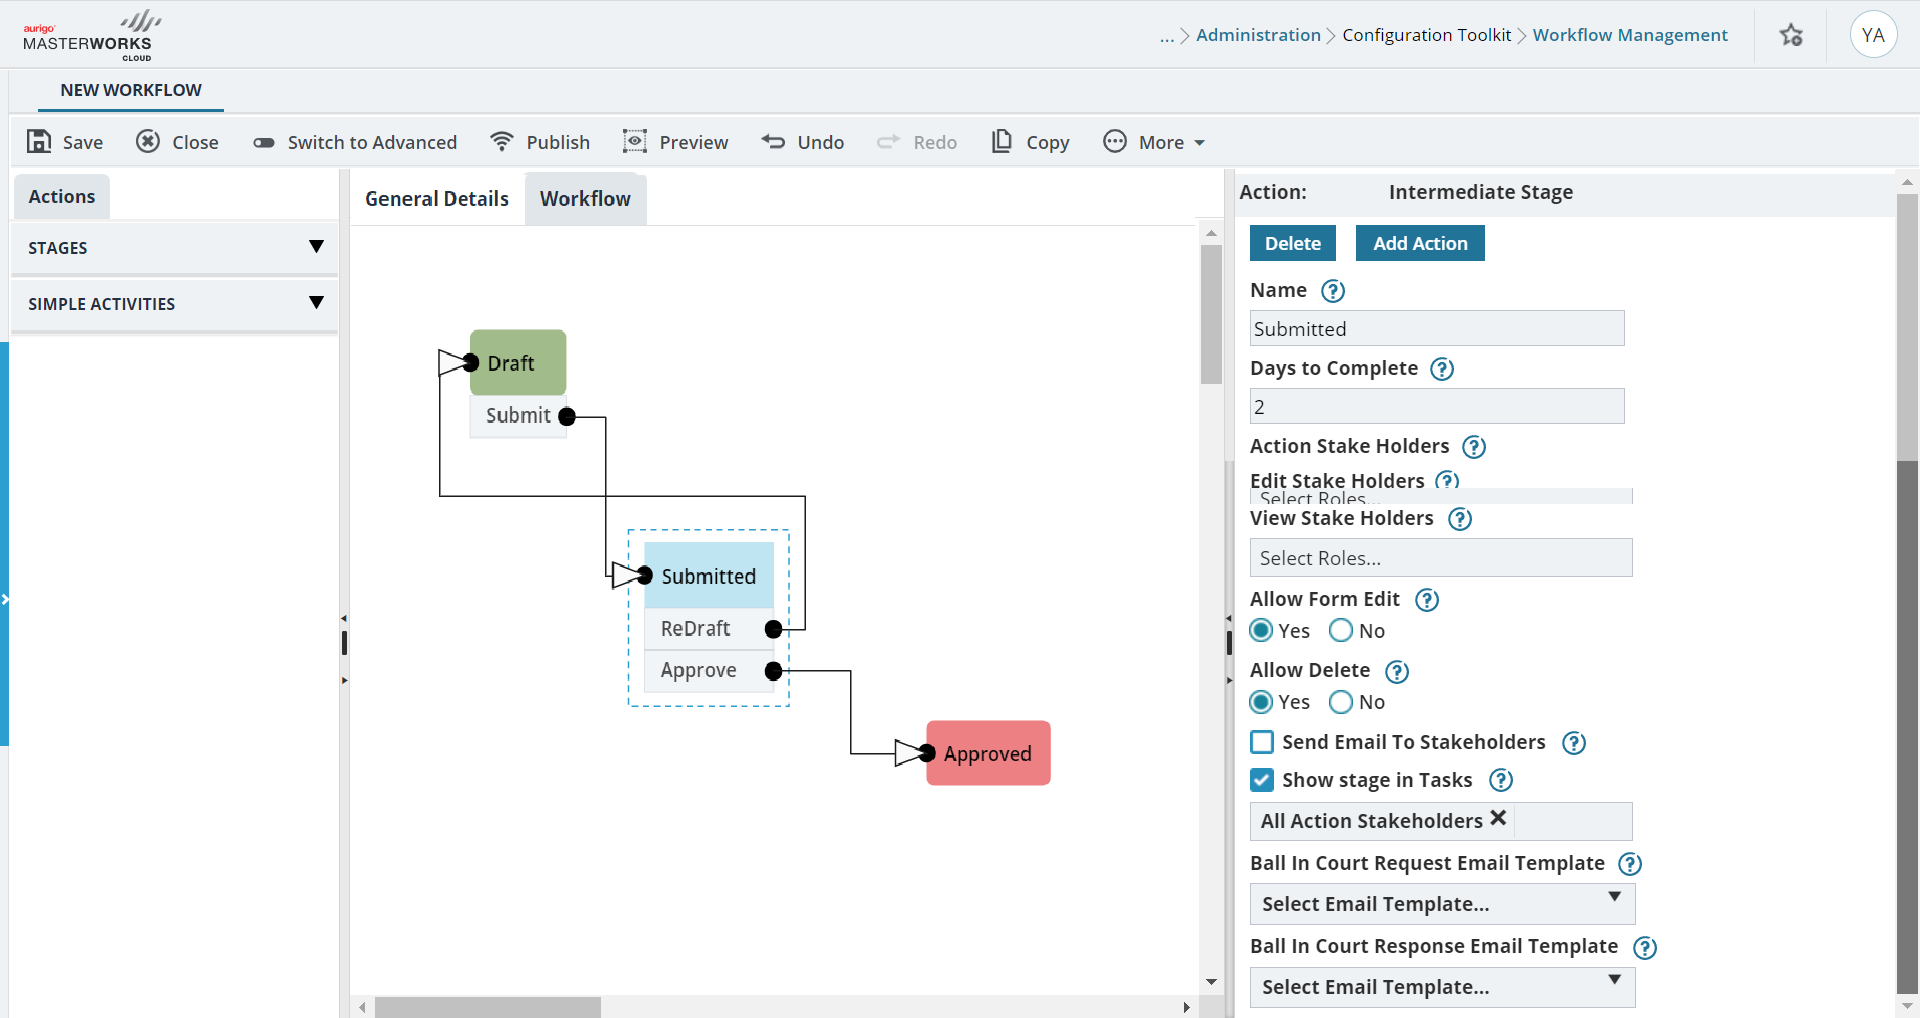 aurigo
MASTERWORKS
CLOUD
... Administration Configuration Toolkit Workflow Management
YA
NEW WORKFLOW
Save Close Switch to Advanced Publish Preview Undo Redo Copy More
Actions
STAGES
SIMPLE ACTIVITIES
General Details Workflow
Draft
Submit
Submitted
ReDraft
Approve
Approved
Action: Intermediate Stage
Delete Add Action
Name ?
Submitted
Days to Complete ?
2
Action Stake Holders ?
Edit Stake Holders ?
Select Roles...
View Stake Holders ?
Select Roles...
Allow Form Edit ?
Yes No
Allow Delete ?
Yes No
Send Email To Stakeholders ?
Show stage in Tasks ?
All Action Stakeholders
Ball In Court Request Email Template ?
Select Email Template...
Ball In Court Response Email Template ?
Select Email Template...